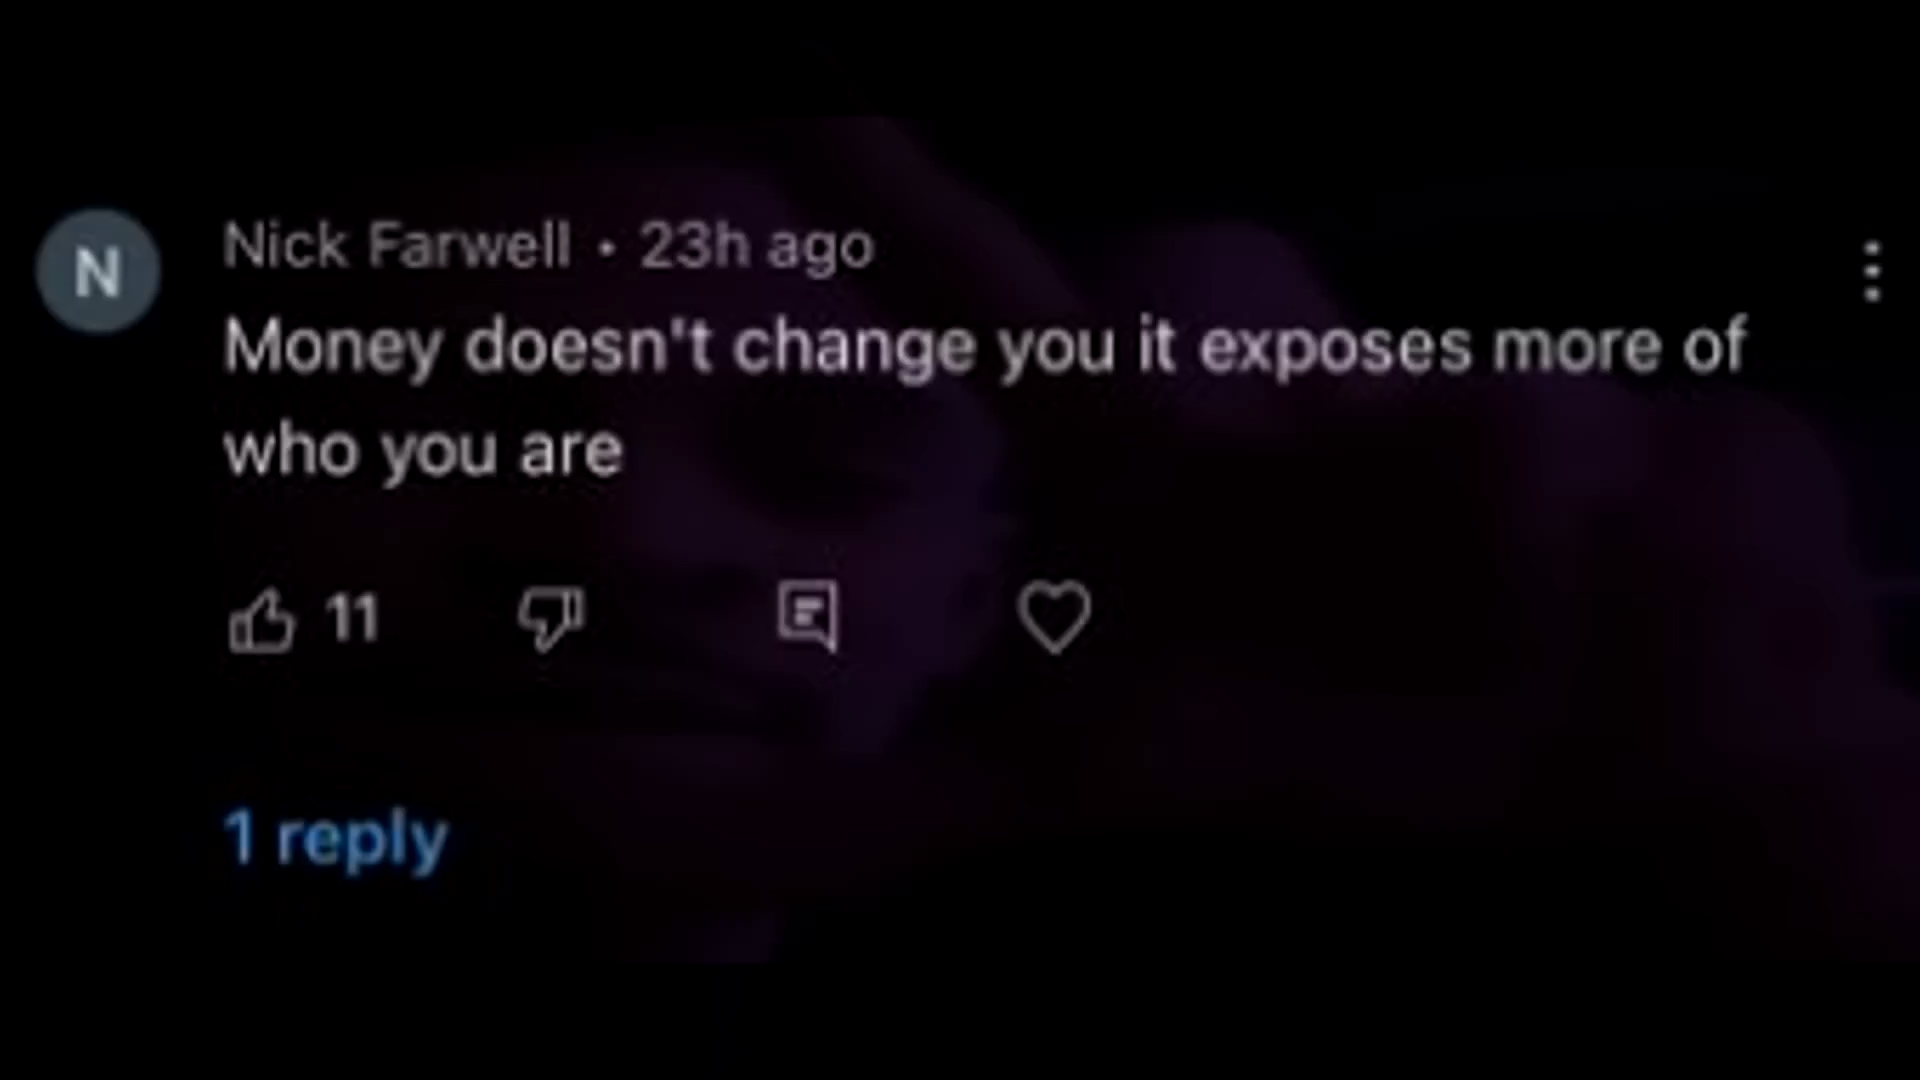 N
Nick Farwell • 23h ago
Money doesn't change you it exposes more of
who you are
11
1 reply